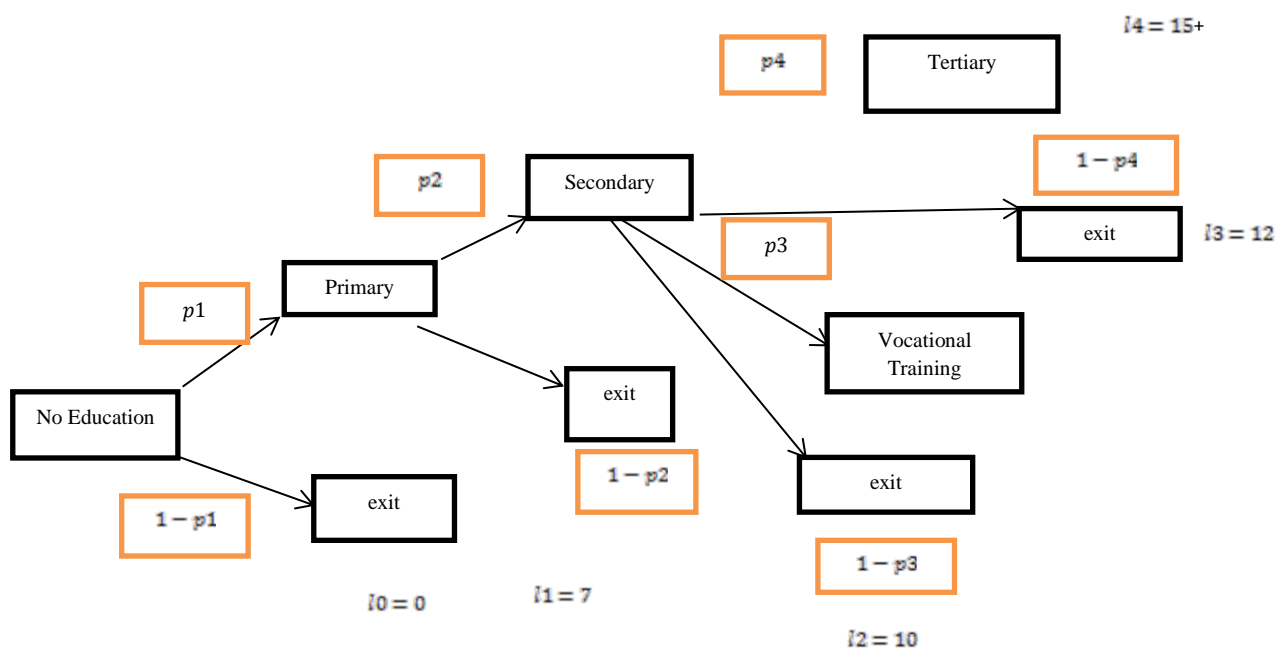 l4 = 15+
p4
Tertiary
1 − p4
p2
Secondary
exit
l3 = 12
p3
Primary
p1
Vocational
Training
exit
No Education
1 − p2
exit
exit
1 − p1
1 − p3
l1 = 7
l0 = 0
l2 = 10